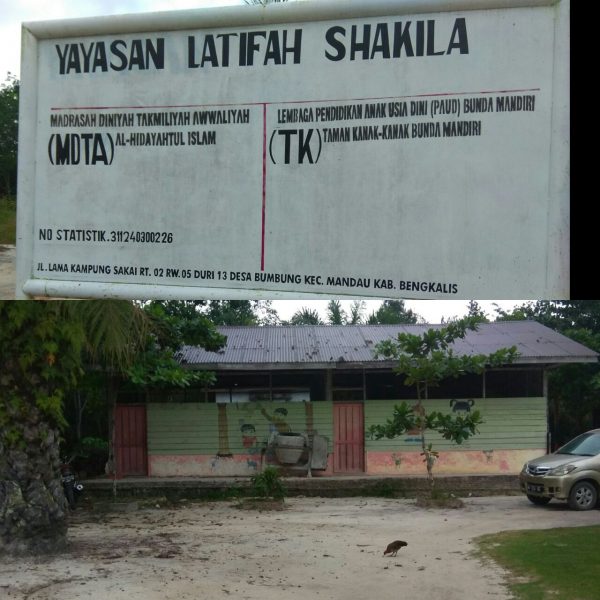 YAYASAN LATIFAH SHAKILA
MADRASAH DINIYAH TAKMILIYAH AWWALIYAH
(MDTA) AL-HIDAYAHTUL ISLAM
NO STATISTIK.311240300226
LEMBAGA PENDIDIKAN ANAK USIA DINI (PAUD) BUNDA MANDIRI
(TK) TAMAN KANAK-KANAK BUNDA MANDIRI
JL. LAMA KAMPUNG SAKAI RT. 02 RW. 05 DURI 13 DESA BUMBUNG KEC. MANDAU KAB. BENGKALIS